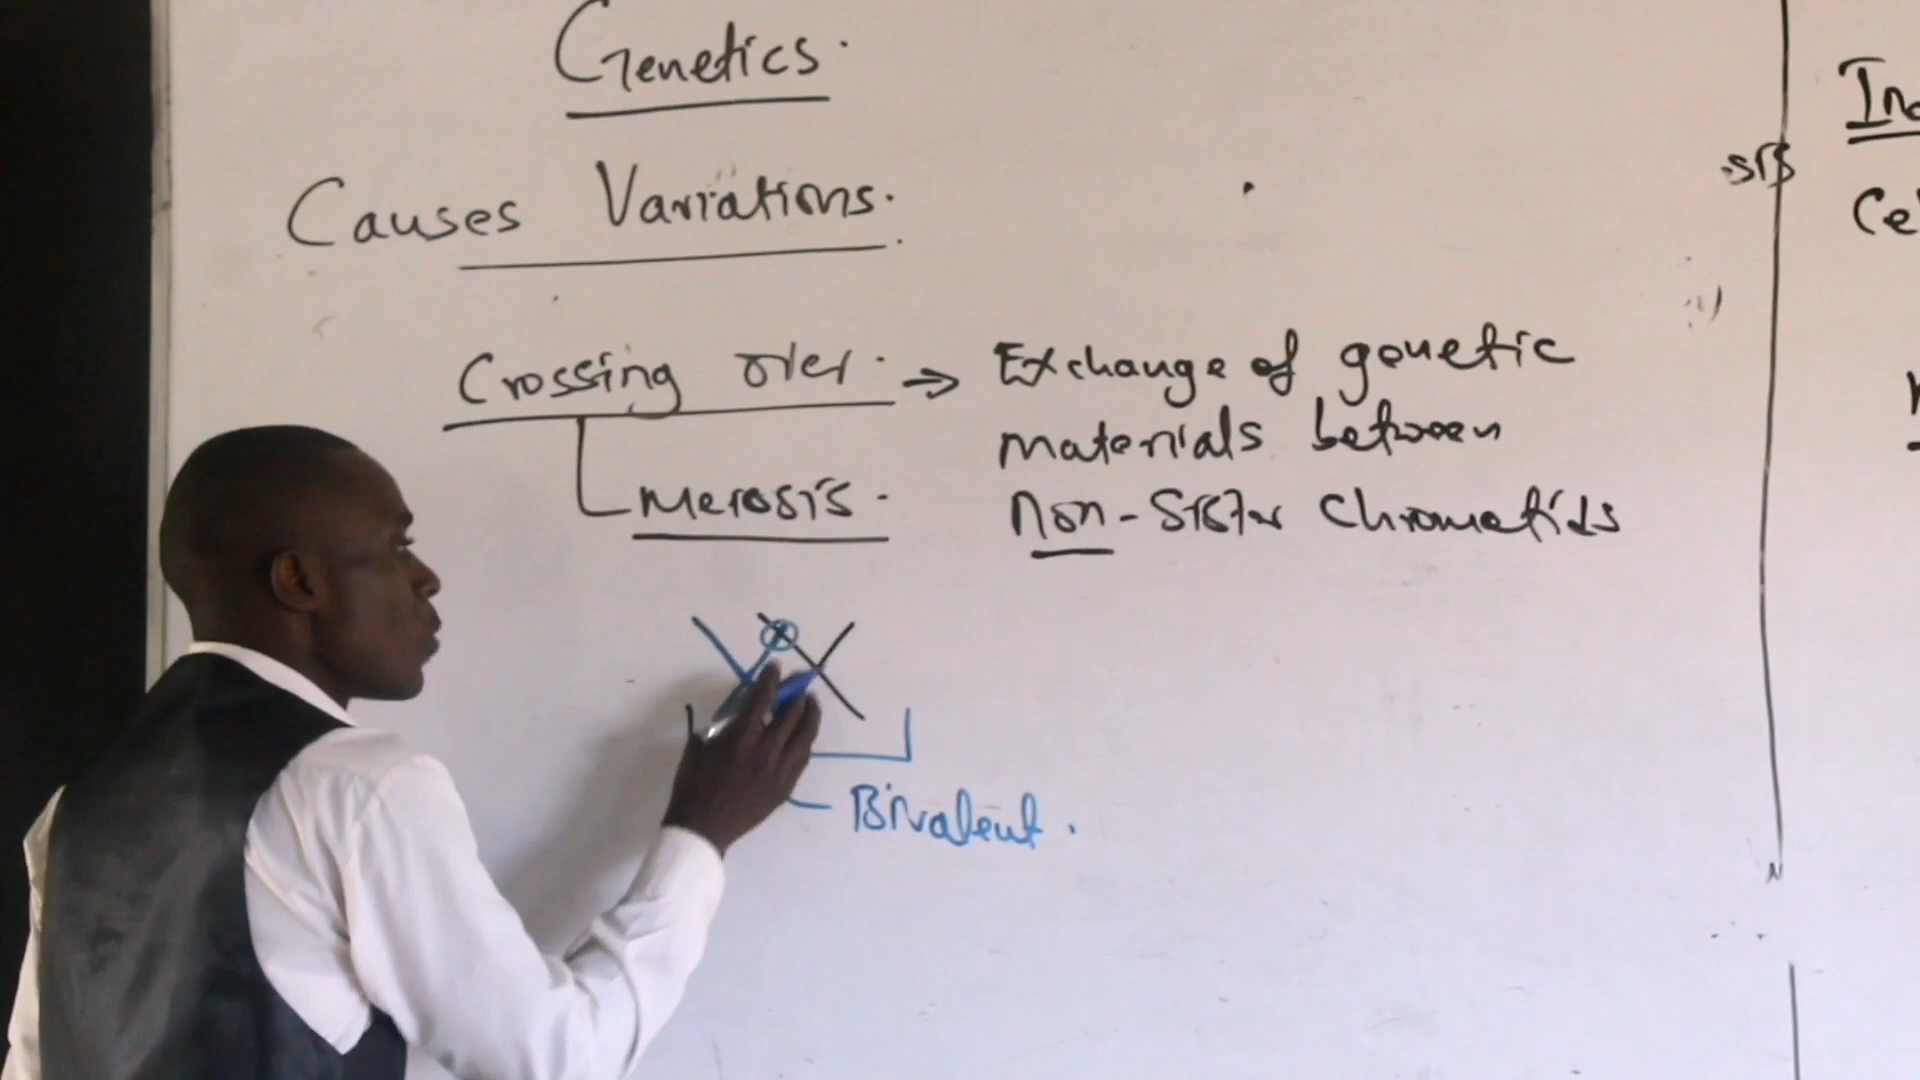 Genetics.
Causes Variations.
Crossing over. → Exchange of genetic
materials between
Non-Sister Chromatids
Meiosis.
Bivalent.